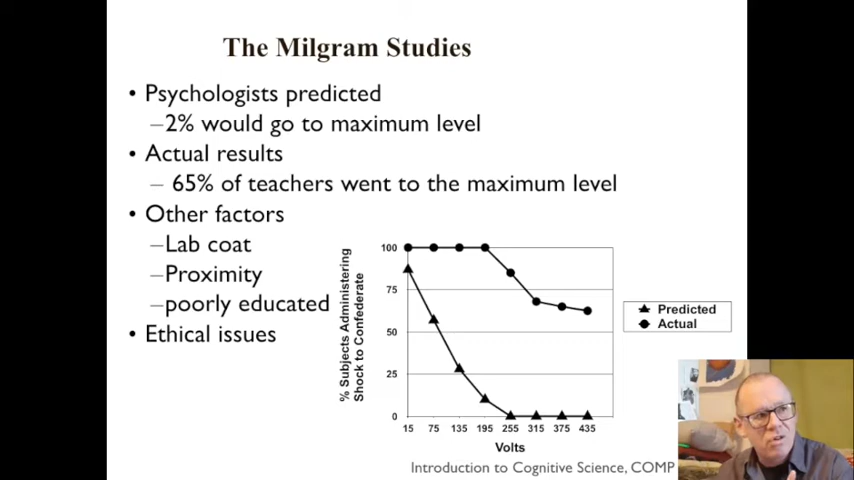 The Milgram Studies
• Psychologists predicted
–2% would go to maximum level
• Actual results
– 65% of teachers went to the maximum level
• Other factors
–Lab coat
–Proximity
–poorly educated
• Ethical issues
% Subjects Administering
Shock to Confederate
100
75
50
25
0
15 75 135 195 255 315 375 435
Volts
Predicted
Actual
Introduction to Cognitive Science, COMP